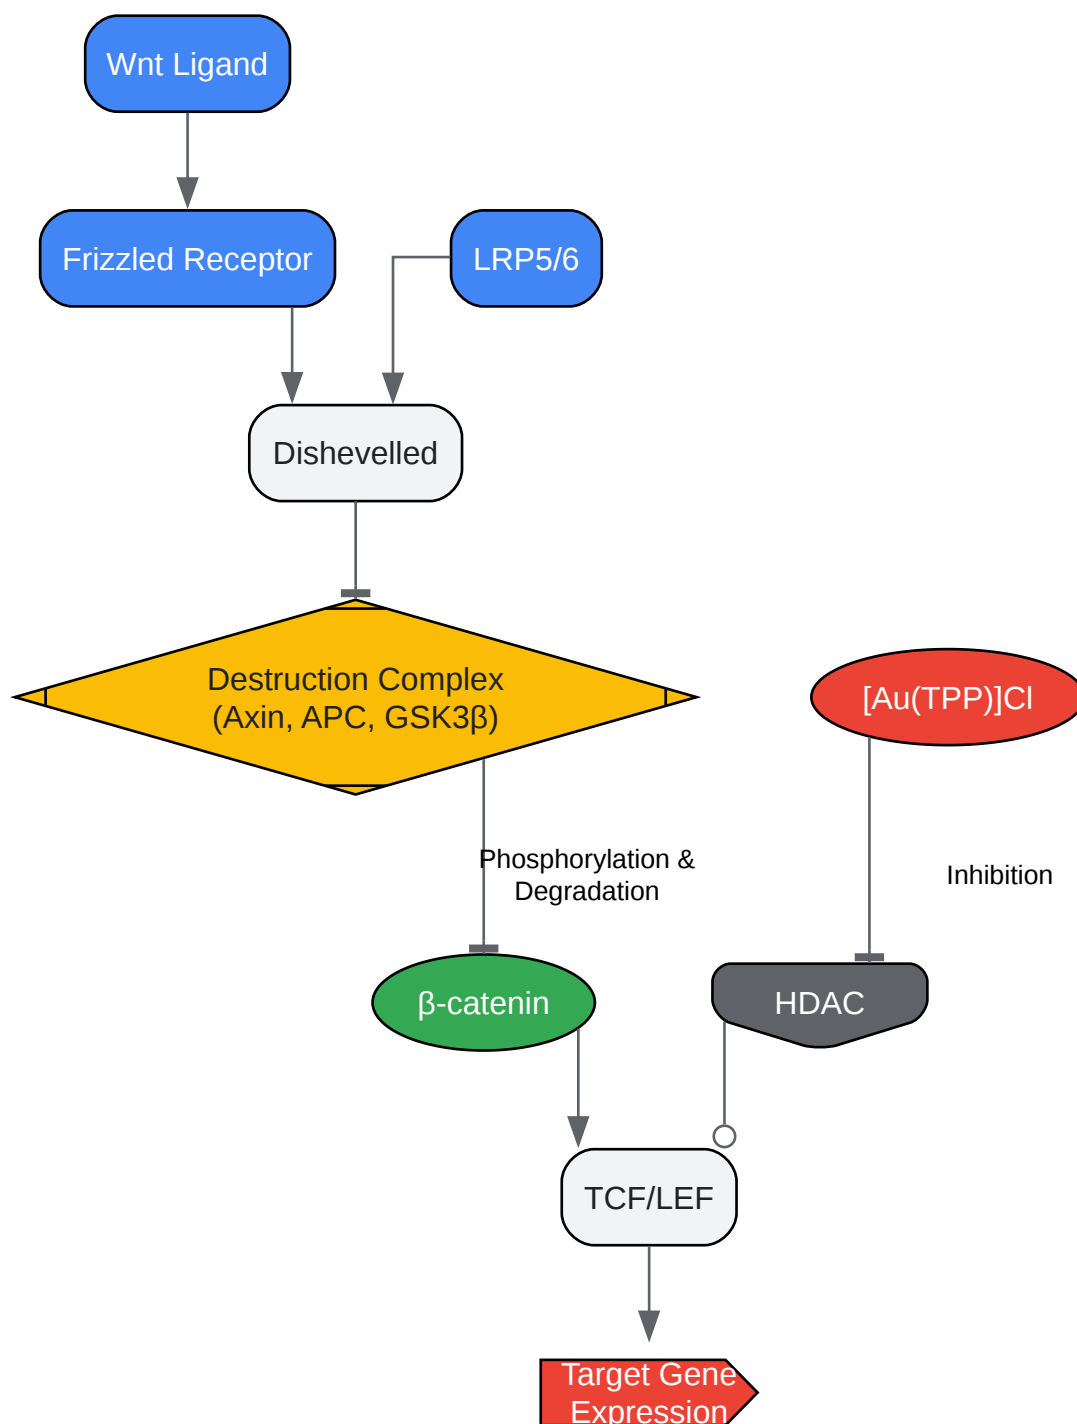 Wnt Ligand
Frizzled Receptor
LRP5/6
Dishevelled
Destruction Complex
(Axin, APC, GSK3β)
[Au(TPP)]Cl
Phosphorylation &
Degradation
Inhibition
β-catenin
HDAC
TCF/LEF
Target Gene
Expression